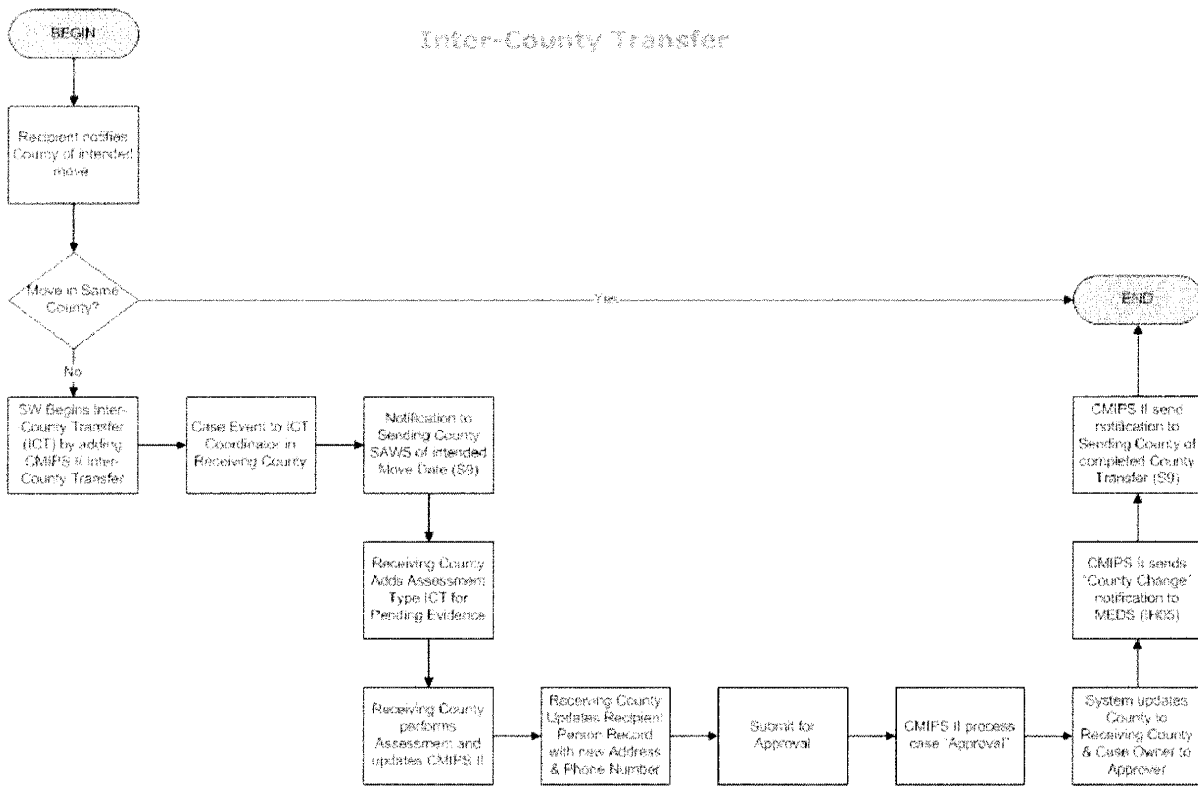 BEGIN
Inter-County Transfer
Recipient notifies
County of intended
move
Move in Same
County?
Yes
END
No
SW Begins Inter-
County Transfer
(ICT) by adding
CMIPS II Inter-
County Transfer
Case Event to ICT
Coordinator in
Receiving County
Notification to
Sending County
SAWS of intended
Move Date (S9)
CMIPS II send
notification to
Sending County of
completed County
Transfer (S9)
Receiving County
Adds Assessment
Type ICT for
Pending Evidence
CMIPS II sends
"County Change"
notification to
MEDS (IH05)
Receiving County
performs
Assessment and
updates CMIPS II
Receiving County
Updates Recipient
Person Record
with new Address
& Phone Number
Submit for
Approval
CMIPS II process
case "Approval"
System updates
County to
Receiving County
& Case Owner to
Approver